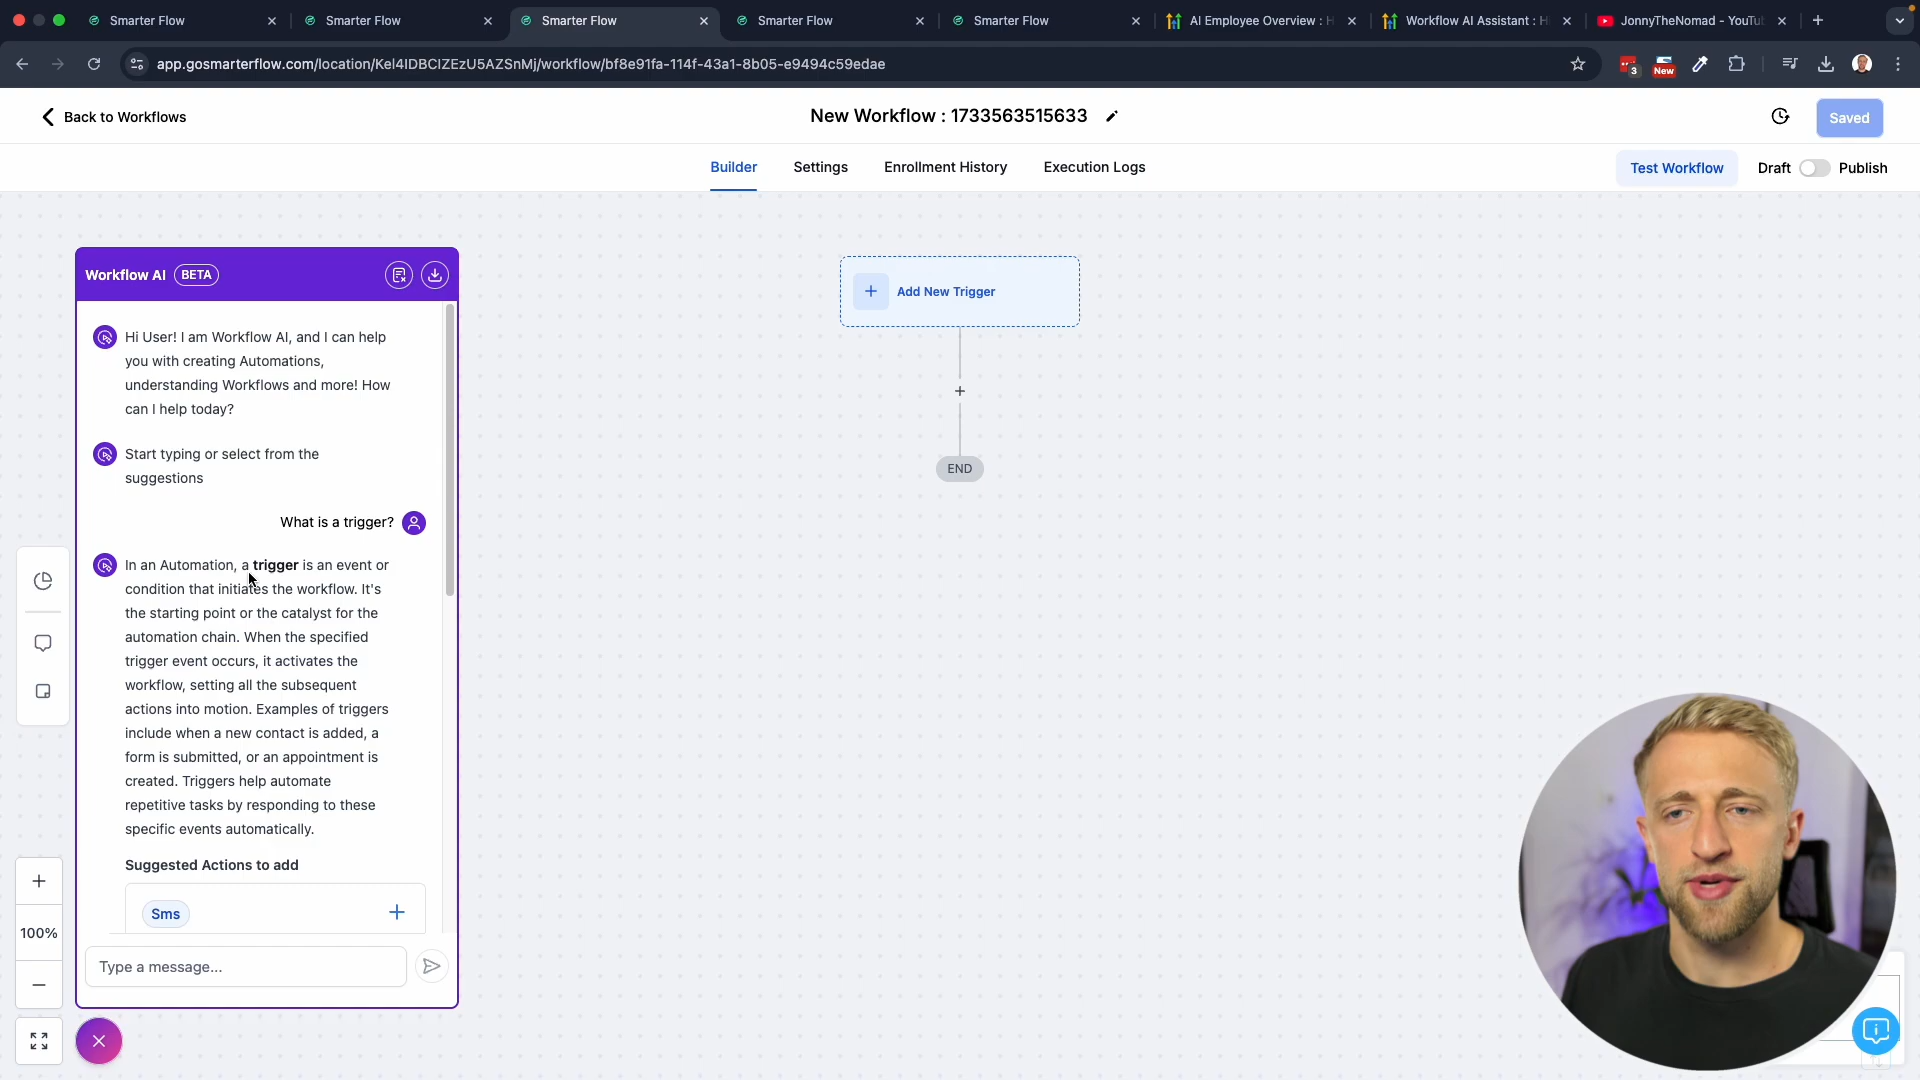 Smarter Flow
Smarter Flow
Smarter Flow
Smarter Flow
Smarter Flow
AI Employee Overview : H
Workflow AI Assistant : H
JonnyTheNomad - YouTu
app.gosmarterflow.com/location/Kel4IDBCIZEzU5AZSnMj/workflow/bf8e91fa-114f-43a1-8b05-e9494c59edae
3
New
Back to Workflows
New Workflow : 1733563515633
Saved
Builder
Settings
Enrollment History
Execution Logs
Test Workflow
Draft
Publish
Workflow AI
BETA
Hi User! I am Workflow AI, and I can help
you with creating Automations,
understanding Workflows and more! How
can I help today?
Start typing or select from the
suggestions
What is a trigger?
In an Automation, a trigger is an event or
condition that initiates the workflow. It's
the starting point or the catalyst for the
automation chain. When the specified
trigger event occurs, it activates the
workflow, setting all the subsequent
actions into motion. Examples of triggers
include when a new contact is added, a
form is submitted, or an appointment is
created. Triggers help automate
repetitive tasks by responding to these
specific events automatically.
Suggested Actions to add
Sms
Type a message...
100%
Add New Trigger
END